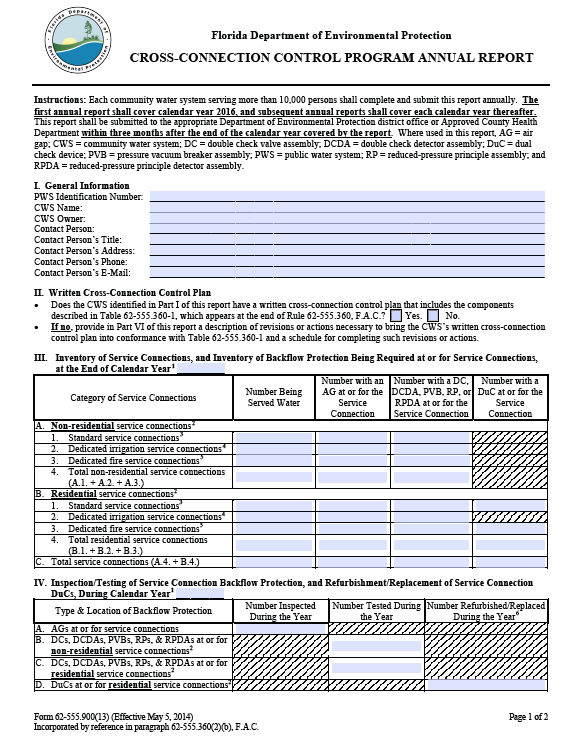 Florida Department of Environmental Protection
Florida Department of Environmental Protection
CROSS-CONNECTION CONTROL PROGRAM ANNUAL REPORT
Instructions: Each community water system serving more than 10,000 persons shall complete and submit this report annually. The
first annual report shall cover calendar year 2016, and subsequent annual reports shall cover each calendar year thereafter.
This report shall be submitted to the appropriate Department of Environmental Protection district office or Approved County Health
Department within three months after the end of the calendar year covered by the report. Where used in this report, AG = air
gap; CWS = community water system; DC = double check valve assembly; DCDA = double check detector assembly; DuC = dual
check device; PVB = pressure vacuum breaker assembly; PWS = public water system; RP = reduced-pressure principle assembly; and
RPDA = reduced-pressure principle detector assembly.
I. General Information
PWS Identification Number:
CWS Name:
CWS Owner:
Contact Person:
Contact Person's Title:
Contact Person's Address:
Contact Person's Phone:
Contact Person's E-Mail:
II. Written Cross-Connection Control Plan
• Does the CWS identified in Part I of this report have a written cross-connection control plan that includes the components
described in Table 62-555.360-1, which appears at the end of Rule 62-555.360, F.A.C.? Yes. No.
• If no, provide in Part VI of this report a description of revisions or actions necessary to bring the CWS's written cross-connection
control plan into conformance with Table 62-555.360-1 and a schedule for completing such revisions or actions.
III. Inventory of Service Connections, and Inventory of Backflow Protection Being Required at or for Service Connections,
at the End of Calendar Year¹
Category of Service Connections
Number Being
Served Water
Number with an
AG at or for the
Service
Connection
Number with a DC,
DCDA, PVB, RP, or
RPDA at or for the
Service Connection
Number with a
DuC at or for the
Service
Connection
A. Non-residential service connections²
1. Standard service connections³
2. Dedicated irrigation service connections⁴
3. Dedicated fire service connections⁵
4. Total non-residential service connections
(A.1. + A.2. + A.3.)
B. Residential service connections²
1. Standard service connections³
2. Dedicated irrigation service connections⁴
3. Dedicated fire service connections⁵
4. Total residential service connections
(B.1. + B.2. + B.3.)
C. Total service connections (A.4. + B.4.)
IV. Inspection/Testing of Service Connection Backflow Protection, and Refurbishment/Replacement of Service Connection
DuCs, During Calendar Year¹
Type & Location of Backflow Protection
Number Inspected
During the Year
Number Tested During
the Year
Number Refurbished/Replaced
During the Year⁶
A. AGs at or for service connections
B. DCs, DCDAs, PVBs, RPs, & RPDAs at or for
non-residential service connections²
C. DCs, DCDAs, PVBs, RPs, & RPDAs at or for
residential service connections²
D. DuCs at or for residential service connections²
Form 62-555.900(13) (Effective May 5, 2014)
Incorporated by reference in paragraph 62-555.360(2)(b), F.A.C.
Page 1 of 2